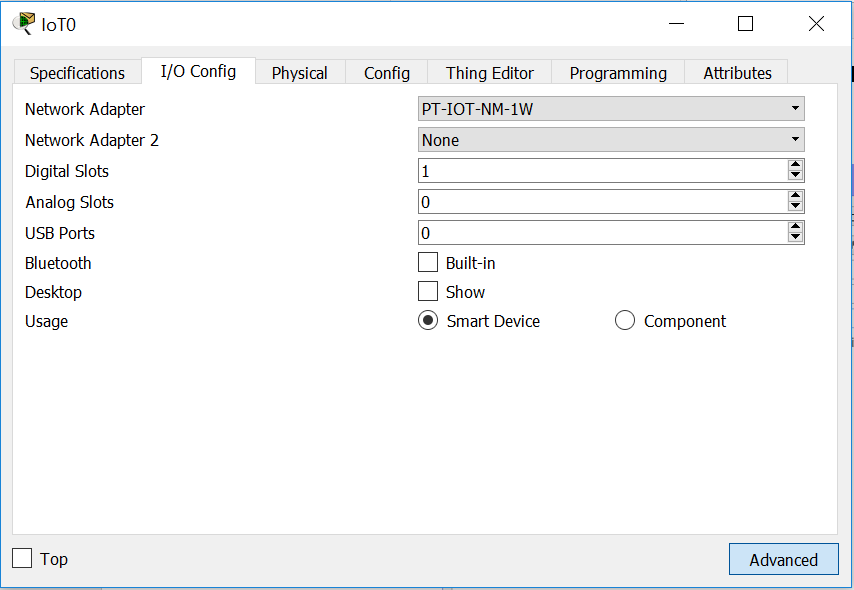 IoT0
Specifications I/O Config Physical Config Thing Editor Programming Attributes
Network Adapter PT-IOT-NM-1W
Network Adapter 2 None
Digital Slots 1
Analog Slots 0
USB Ports 0
Bluetooth Built-in
Desktop Show
Usage Smart Device Component
Top Advanced